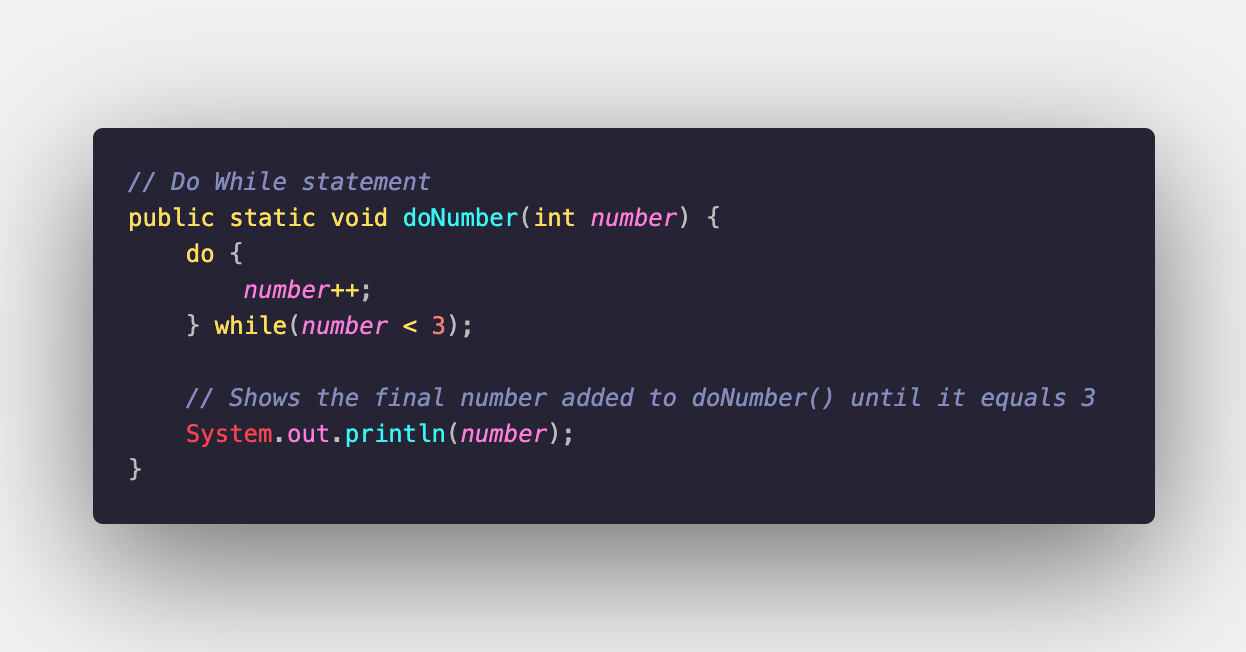 // Do While statement
public static void doNumber(int number) {
    do {
        number++;
    } while(number < 3);

    // Shows the final number added to doNumber() until it equals 3
    System.out.println(number);
}